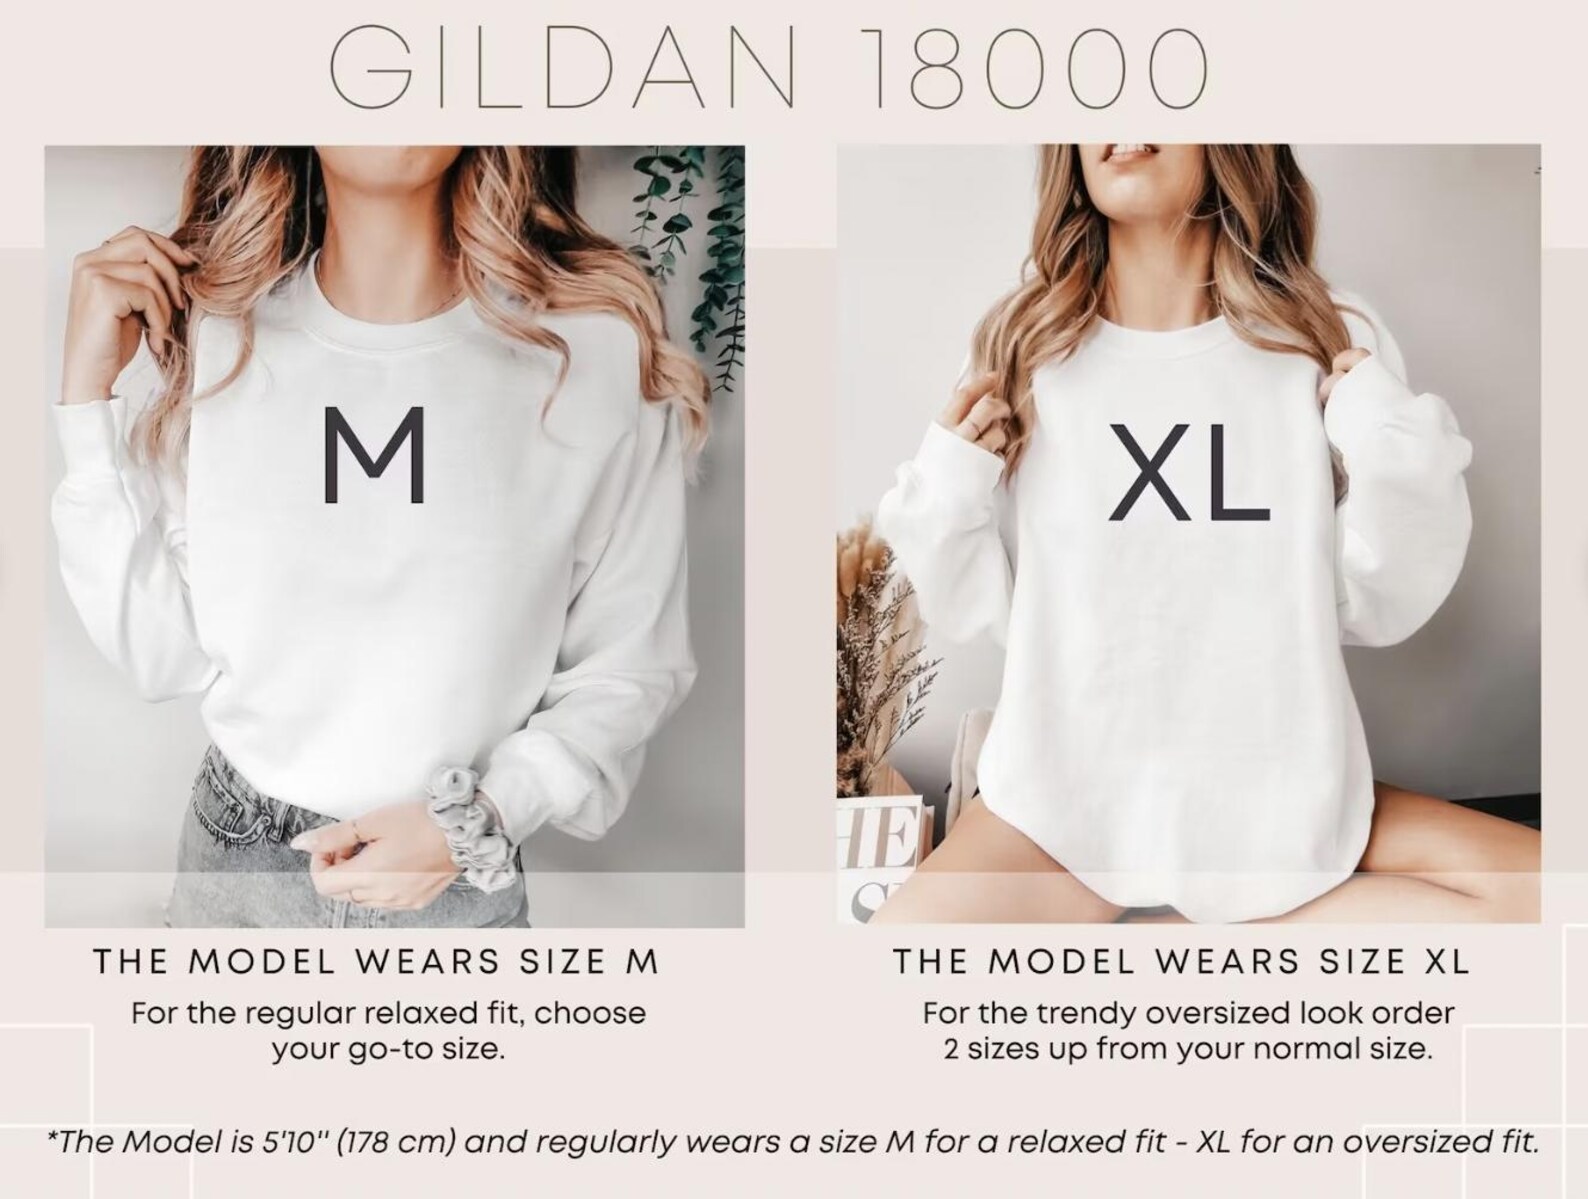 GILDAN 18000
M
XL
HE
THE MODEL WEARS SIZE M
For the regular relaxed fit, choose
your go-to size.
THE MODEL WEARS SIZE XL
For the trendy oversized look order
2 sizes up from your normal size.
*The Model is 5'10" (178 cm) and regularly wears a size M for a relaxed fit - XL for an oversized fit.